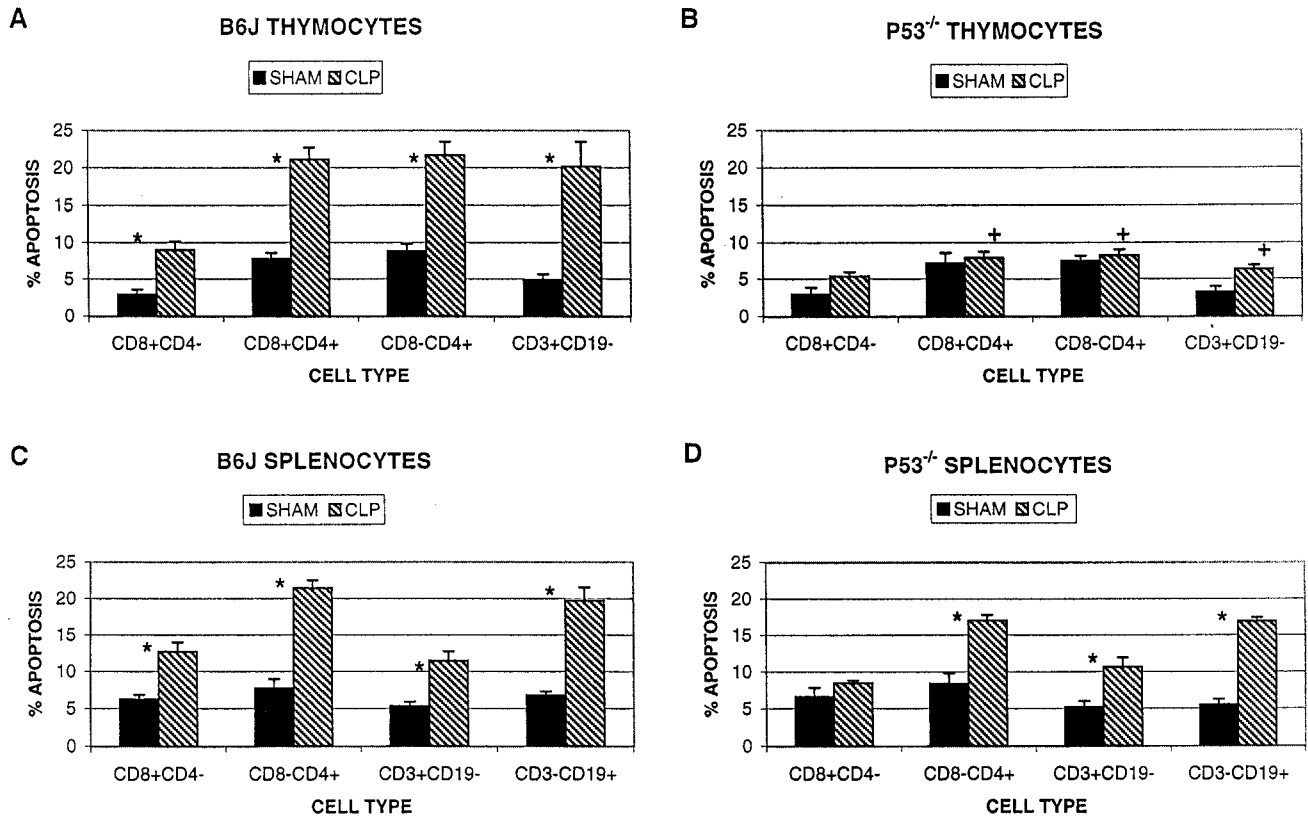 A
B6J THYMOCYTES
SHAM CLP
% APOPTOSIS
25
20
15
10
5
0
*
*
*
*
CD8+CD4-
CD8+CD4+
CD8-CD4+
CD3+CD19-
CELL TYPE
B
P53-/- THYMOCYTES
SHAM CLP
% APOPTOSIS
25
20
15
10
5
0
+
+
+
CD8+CD4-
CD8+CD4+
CD8-CD4+
CD3+CD19-
CELL TYPE
C
B6J SPLENOCYTES
SHAM CLP
% APOPTOSIS
25
20
15
10
5
0
*
*
*
*
CD8+CD4-
CD8-CD4+
CD3+CD19-
CD3-CD19+
CELL TYPE
D
P53-/- SPLENOCYTES
SHAM CLP
% APOPTOSIS
25
20
15
10
5
0
*
*
*
CD8+CD4-
CD8-CD4+
CD3+CD19-
CD3-CD19+
CELL TYPE